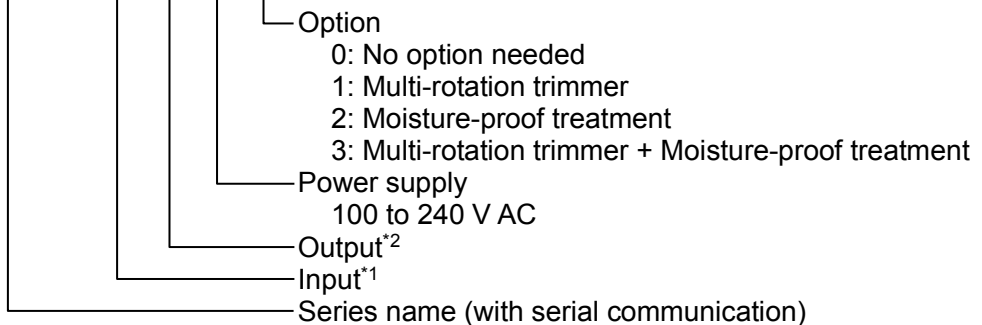 Option
0: No option needed
1: Multi-rotation trimmer
2: Moisture-proof treatment
3: Multi-rotation trimmer + Moisture-proof treatment
Power supply
100 to 240 V AC
Output*2
Input*1
Series name (with serial communication)